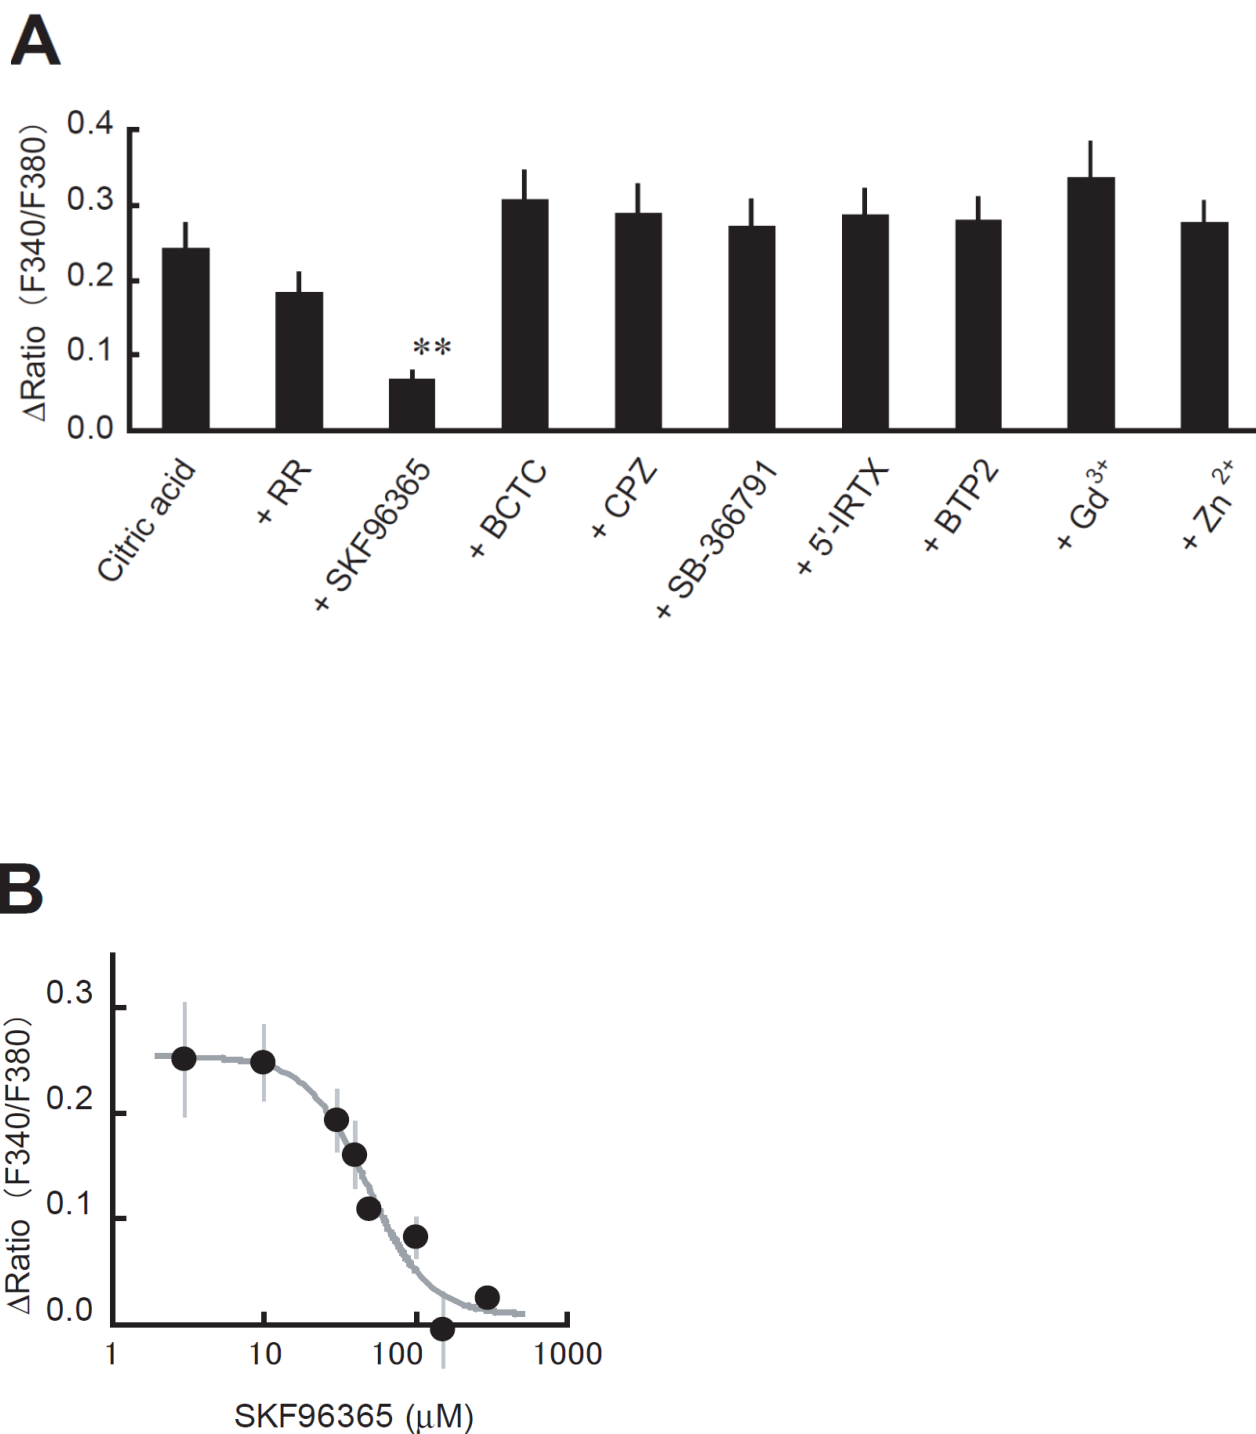 A
ΔRatio (F340/F380)
0.4
0.3
0.2
0.1
0.0
**
Citric acid
+ RR
+ SKF96365
+ BCTC
+ CPZ
+ SB-366791
+ 5'-IRTX
+ BTP2
+ Gd³⁺
+ Zn²⁺
B
ΔRatio (F340/F380)
0.3
0.2
0.1
0.0
1 10 100 1000
SKF96365 (μM)